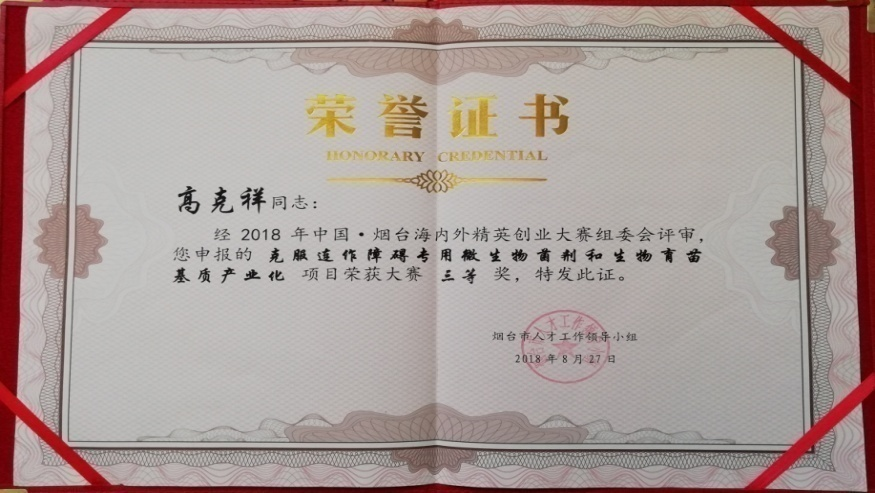 荣誉证书
HONORARY CREDENTIAL
高克祥同志：
经 2018 年中国·烟台海内外精英创业大赛组委会评审，
您申报的 克服连作障碍专用微生物菌剂和生物育苗
基质产业化 项目荣获大赛 三等 奖，特发此证。
烟台市人才工作领导小组
2018 年 8 月 27 日